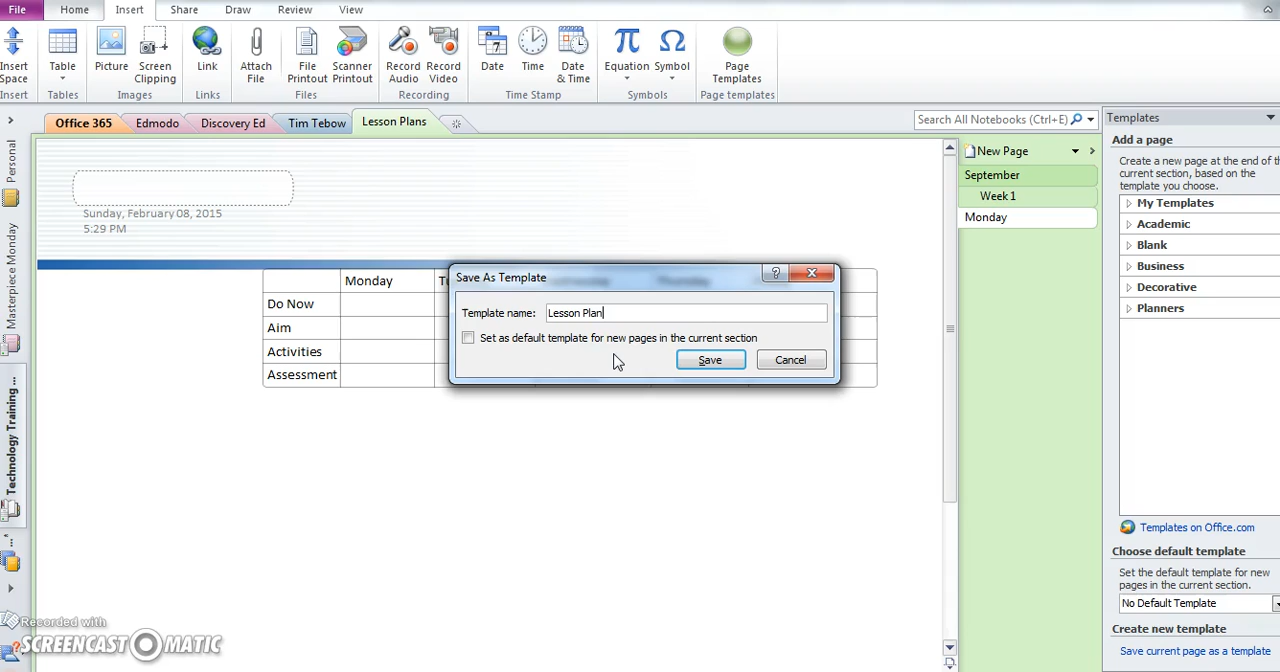 File Home Insert Share Draw Review View
Insert Space
Table
Picture
Screen Clipping
Link
Attach File
File Printout
Scanner Printout
Record Audio
Record Video
Date
Time
Date & Time
Equation
Symbol
Page Templates
Insert Tables Images Links Files Recording Time Stamp Symbols Page templates
Office 365 Edmodo Discovery Ed Tim Tebow Lesson Plans
Search All Notebooks (Ctrl+E)
Personal
Masterpiece Monday
Technology Training...
Sunday, February 08, 2015
5:29 PM
Monday
Do Now
Aim
Activities
Assessment
Save As Template
Template name: Lesson Plan
Set as default template for new pages in the current section
Save Cancel
New Page
September
Week 1
Monday
Templates
Add a page
Create a new page at the end of the
current section, based on the
template you choose.
My Templates
Academic
Blank
Business
Decorative
Planners
Templates on Office.com
Choose default template
Set the default template for new
pages in the current section.
No Default Template
Create new template
Save current page as a template
Recorded with
SCREENCAST O MATIC